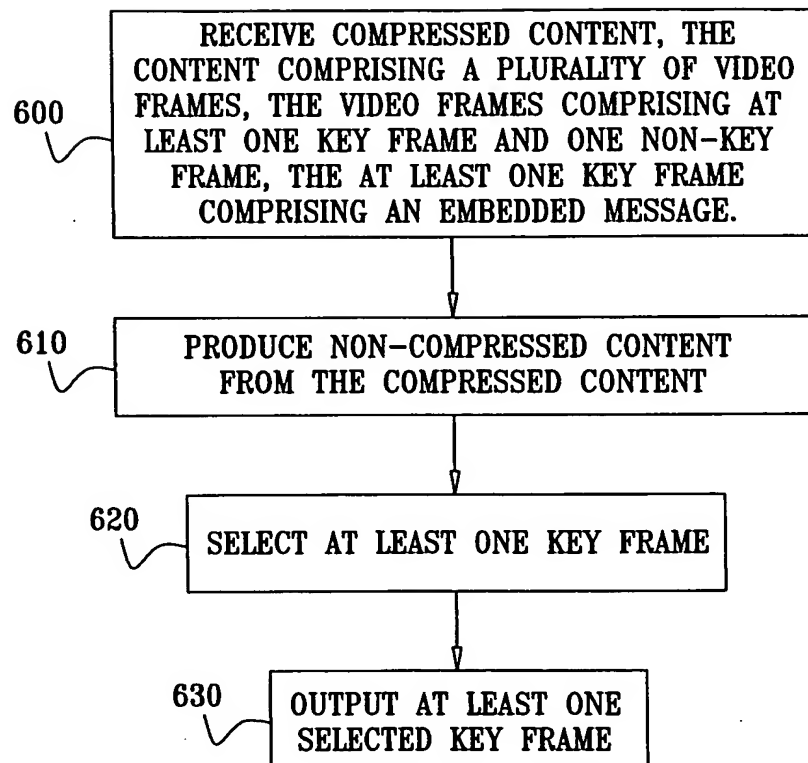 600
RECEIVE COMPRESSED CONTENT, THE
CONTENT COMPRISING A PLURALITY OF VIDEO
FRAMES, THE VIDEO FRAMES COMPRISING AT
LEAST ONE KEY FRAME AND ONE NON-KEY
FRAME, THE AT LEAST ONE KEY FRAME
COMPRISING AN EMBEDDED MESSAGE.
610
PRODUCE NON-COMPRESSED CONTENT
FROM THE COMPRESSED CONTENT
620
SELECT AT LEAST ONE KEY FRAME
630
OUTPUT AT LEAST ONE
SELECTED KEY FRAME